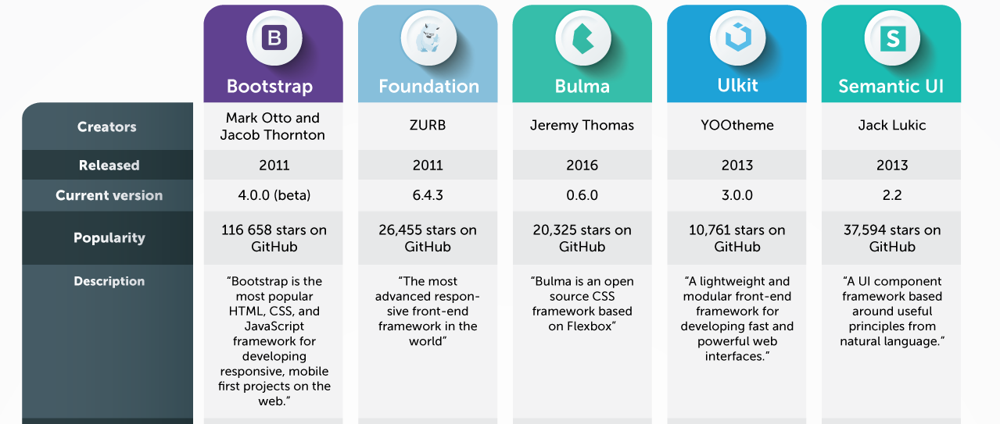 B
S
Bootstrap
Foundation
Bulma
UIkit
Semantic UI
Creators
Mark Otto and
Jacob Thornton
ZURB
Jeremy Thomas
YOOtheme
Jack Lukic
Released
2011
2011
2016
2013
2013
Current version
4.0.0 (beta)
6.4.3
0.6.0
3.0.0
2.2
Popularity
116 658 stars on
GitHub
26,455 stars on
GitHub
20,325 stars on
GitHub
10,761 stars on
GitHub
37,594 stars on
GitHub
Description
“Bootstrap is the
most popular
HTML, CSS, and
JavaScript
framework for
developing
responsive, mobile
first projects on the
web.”
“The most
advanced respon-
sive front-end
framework in the
world”
“Bulma is an open
source CSS
framework based
on Flexbox”
“A lightweight and
modular front-end
framework for
developing fast and
powerful web
interfaces.”
“A UI component
framework based
around useful
principles from
natural language.”